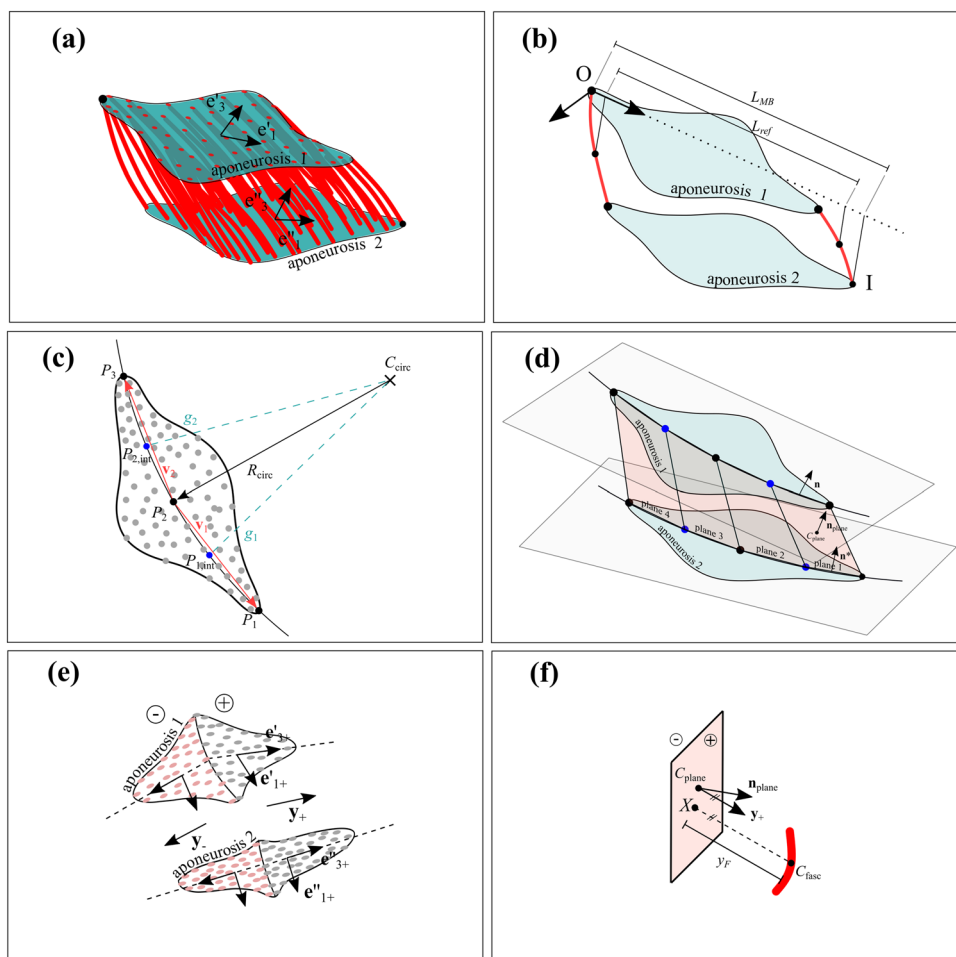 (a)
e'3
e'1
aponeurosis 1
e''3
e''1
aponeurosis 2
(b)
O
LMB
Lref
aponeurosis 1
aponeurosis 2
I
(c)
P3
Ccirc
g2
P2,int
v2
Rcirc
P2
v1
g1
P1,int
P1
(d)
aponeurosis 1
n
nplane
Cplane
plane 4
plane 3
plane 2
plane 1
n*
aponeurosis 2
(e)
- +
aponeurosis 1
e'3+
e'1+
y+
y-
aponeurosis 2
e''3+
e''1+
(f)
- +
Cplane
nplane
X
y+
yF
Cfasc